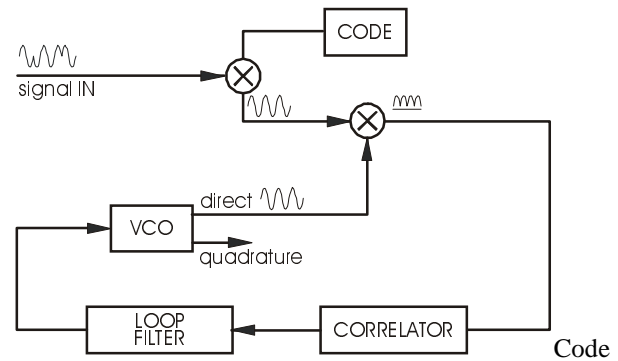 CODE
signal IN
direct
VCO
quadrature
LOOP
FILTER
CORRELATOR
Code